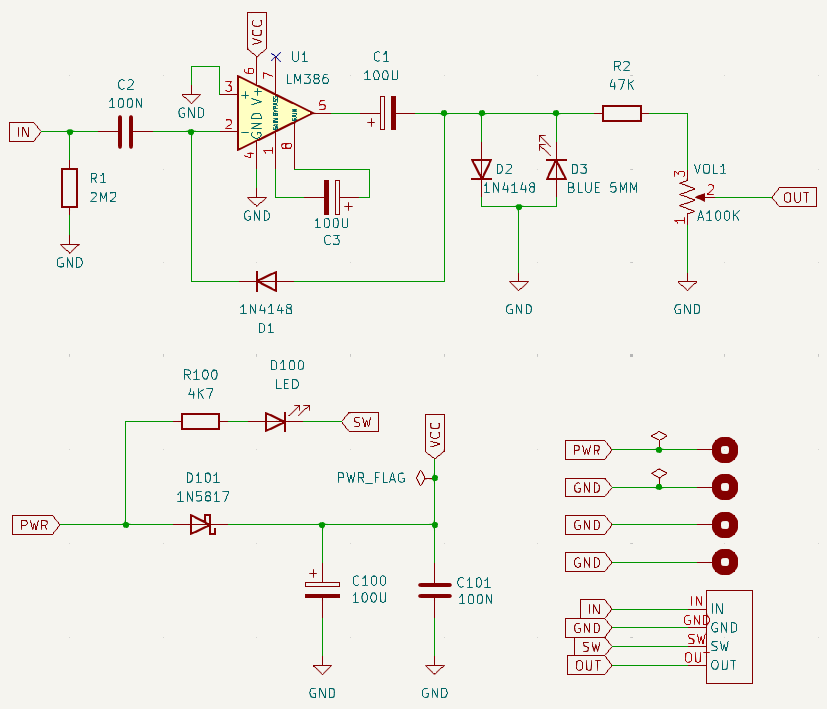 VCC
U1
LM386
6
7
3
+
V+
GND
BYPASS
GAIN
GAIN
2
-
5
4
1
8
GND
GND
C2
100N
IN
R1
2M2
GND
C1
100U
+
+
100U
C3
1N4148
D1
D2
1N4148
D3
BLUE 5MM
GND
R2
47K
VOL1
3
2
1
A100K
OUT
GND
R100
4K7
D100
LED
SW
VCC
PWR_FLAG
D101
1N5817
PWR
+
C100
100U
GND
C101
100N
GND
PWR
GND
GND
GND
IN IN IN
GND GND GND
SW SW SW
OUT OUT OUT